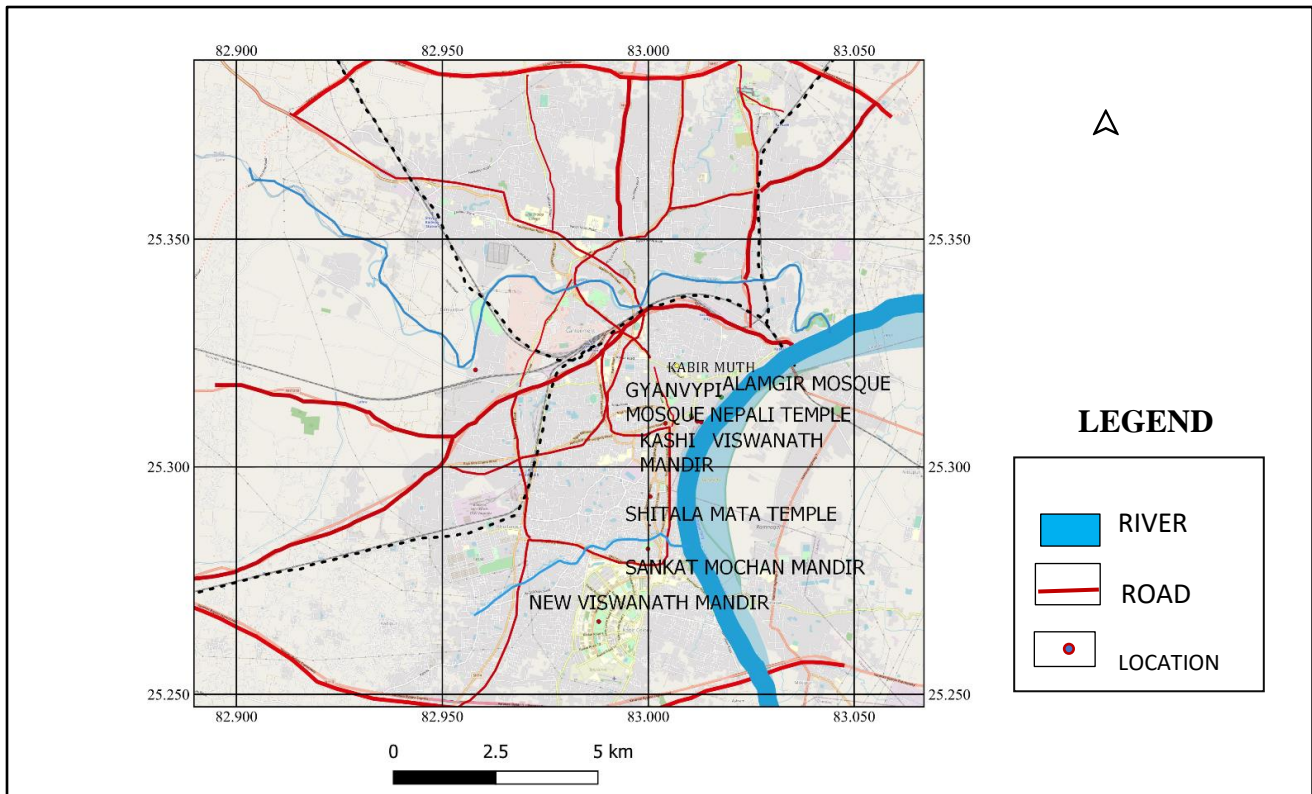 82.900 82.950 83.000 83.050
25.350 25.350
KABIR MUTH
GYANVYPI ALAMGIR MOSQUE
MOSQUE NEPALI TEMPLE
KASHI VISWANATH
MANDIR
25.300 25.300
SHITALA MATA TEMPLE
SANKAT MOCHAN MANDIR
NEW VISWANATH MANDIR
25.250 25.250
82.900 82.950 83.000 83.050
0 2.5 5 km
LEGEND
RIVER
ROAD
LOCATION